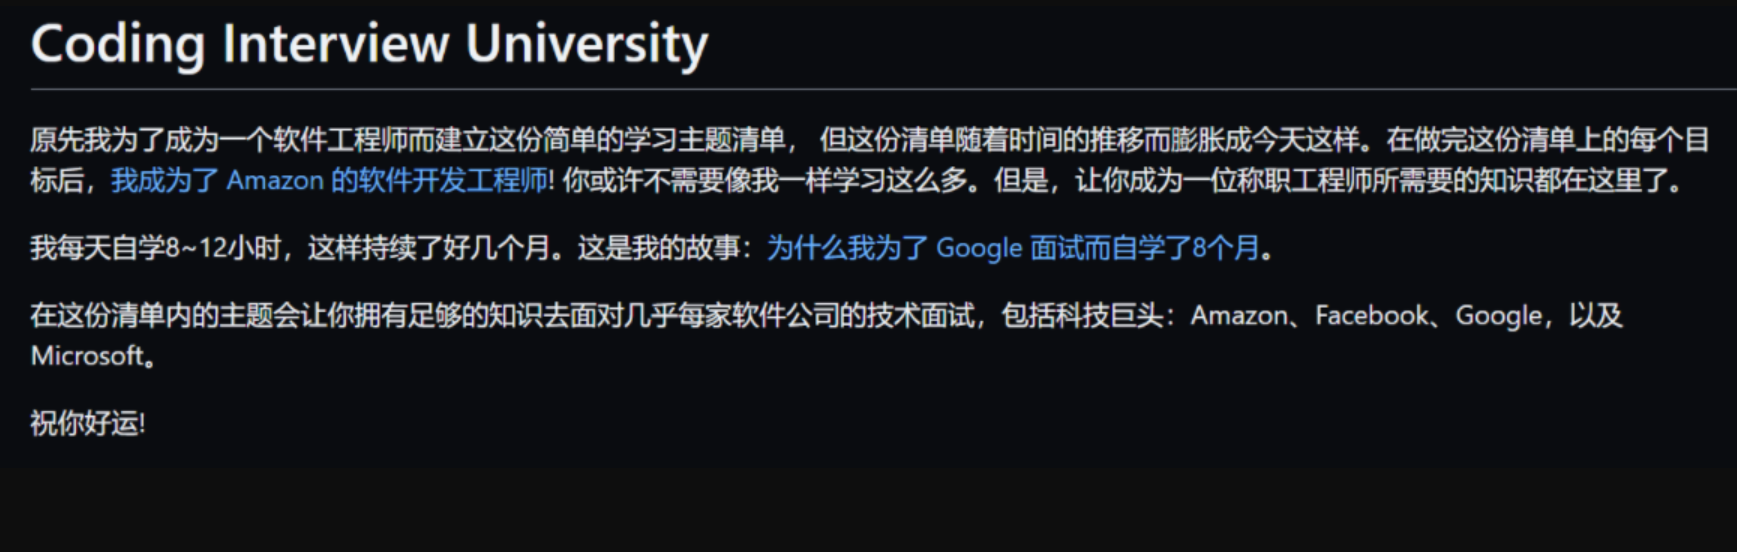 Coding Interview University
原先我为了成为一个软件工程师而建立这份简单的学习主题清单， 但这份清单随着时间的推移而膨胀成今天这样。在做完这份清单上的每个目
标后，我成为了 Amazon 的软件开发工程师! 你或许不需要像我一样学习这么多。但是，让你成为一位称职工程师所需要的知识都在这里了。
我每天自学8~12小时，这样持续了好几个月。这是我的故事：为什么我为了 Google 面试而自学了8个月。
在这份清单内的主题会让你拥有足够的知识去面对几乎每家软件公司的技术面试，包括科技巨头：Amazon、Facebook、Google，以及
Microsoft。
祝你好运!